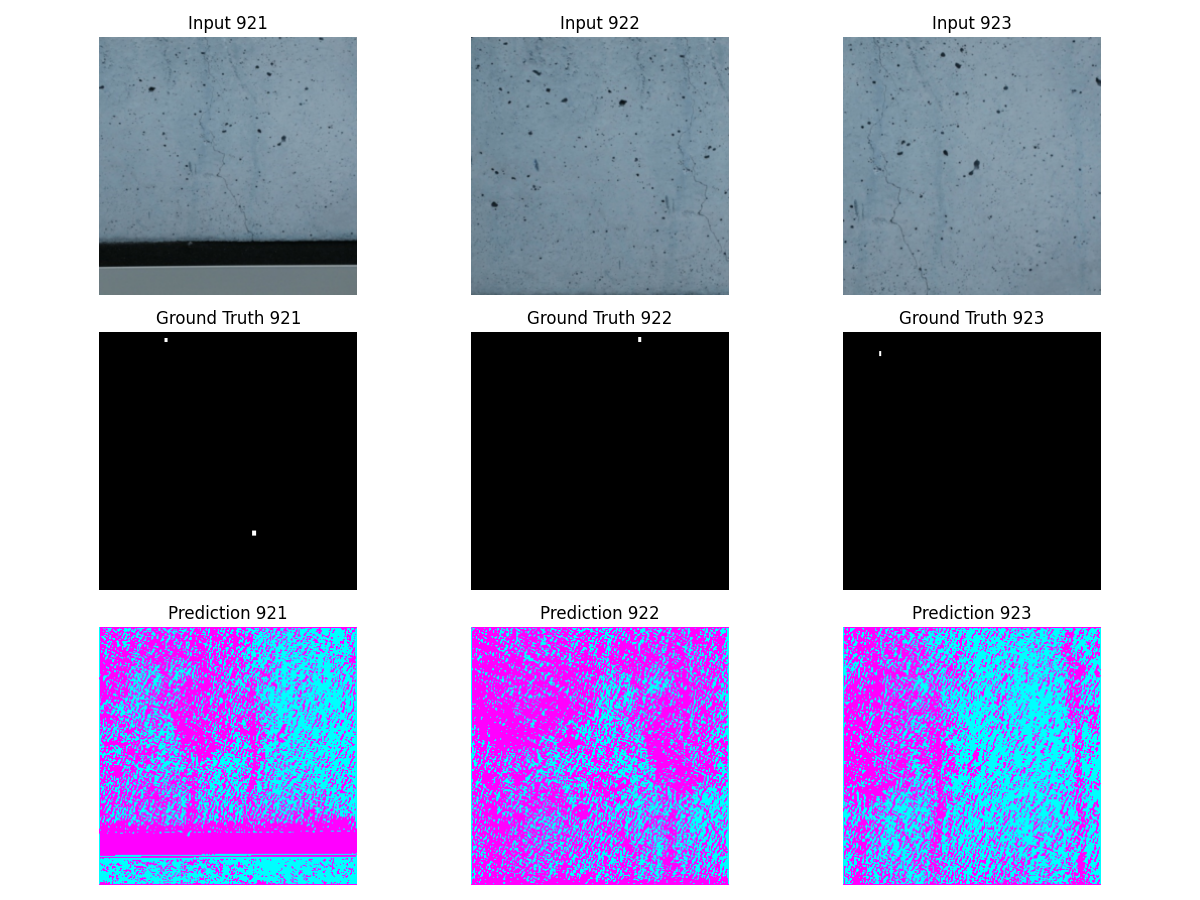 Input 921
Input 922
Input 923
Ground Truth 921
Ground Truth 922
Ground Truth 923
Prediction 921
Prediction 922
Prediction 923